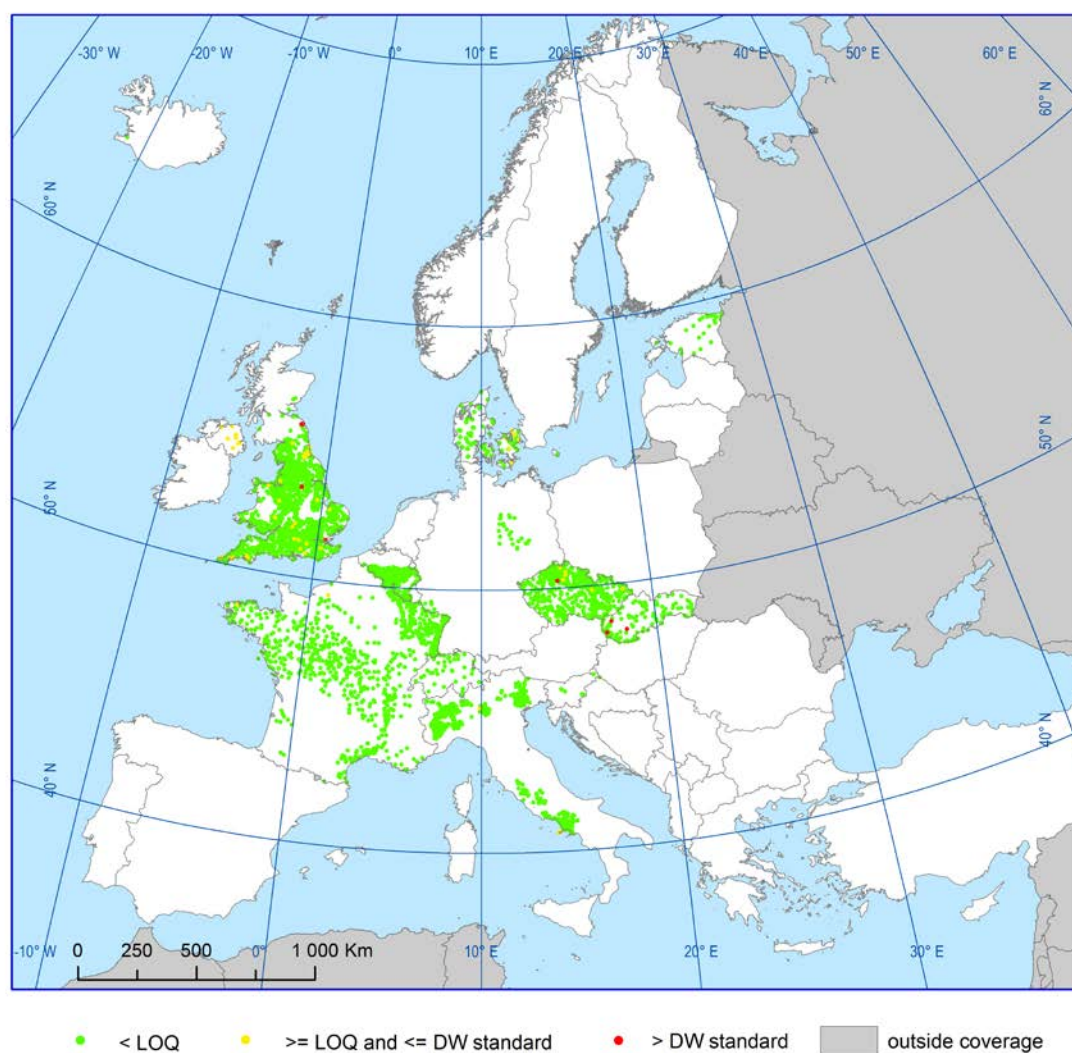 -30° W -20° W -10° W 0° 10° E 20° E 30° E 40° E 50° E 60° E
60° N 60° N
50° N 50° N
40° N 40° N
-10° W 0° 10° E 20° E 30° E
0 250 500 1 000 Km
< LOQ >= LOQ and <= DW standard > DW standard outside coverage